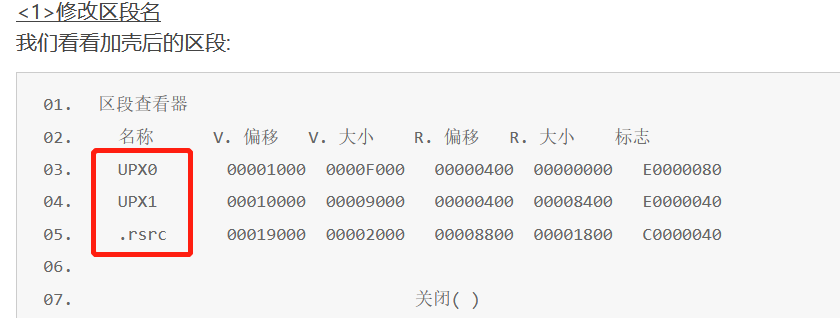 <1>修改区段名
我们看看加壳后的区段:
01. 区段查看器
02. 名称 V. 偏移 V. 大小 R. 偏移 R. 大小 标志
03. UPX0 00001000 0000F000 00000400 00000000 E0000080
04. UPX1 00010000 00009000 00000400 00008400 E0000040
05. .rsrc 00019000 00002000 00008800 00001800 C0000040
06.
07. 关闭( )